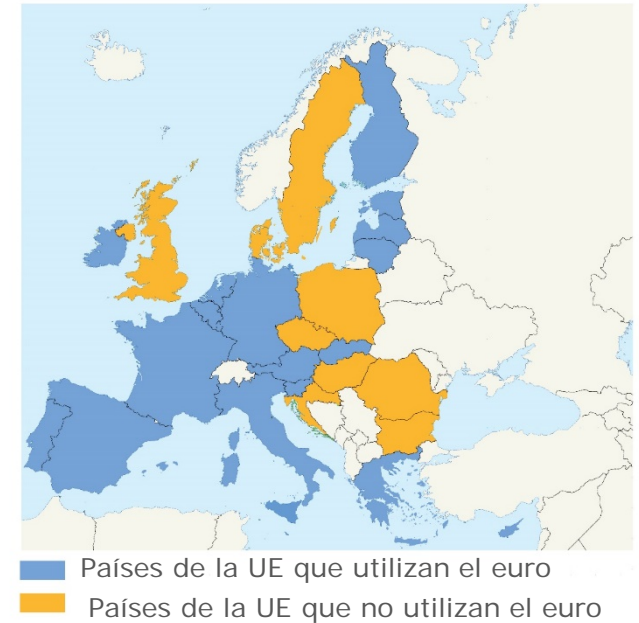 Países de la UE que utilizan el euro
Países de la UE que no utilizan el euro